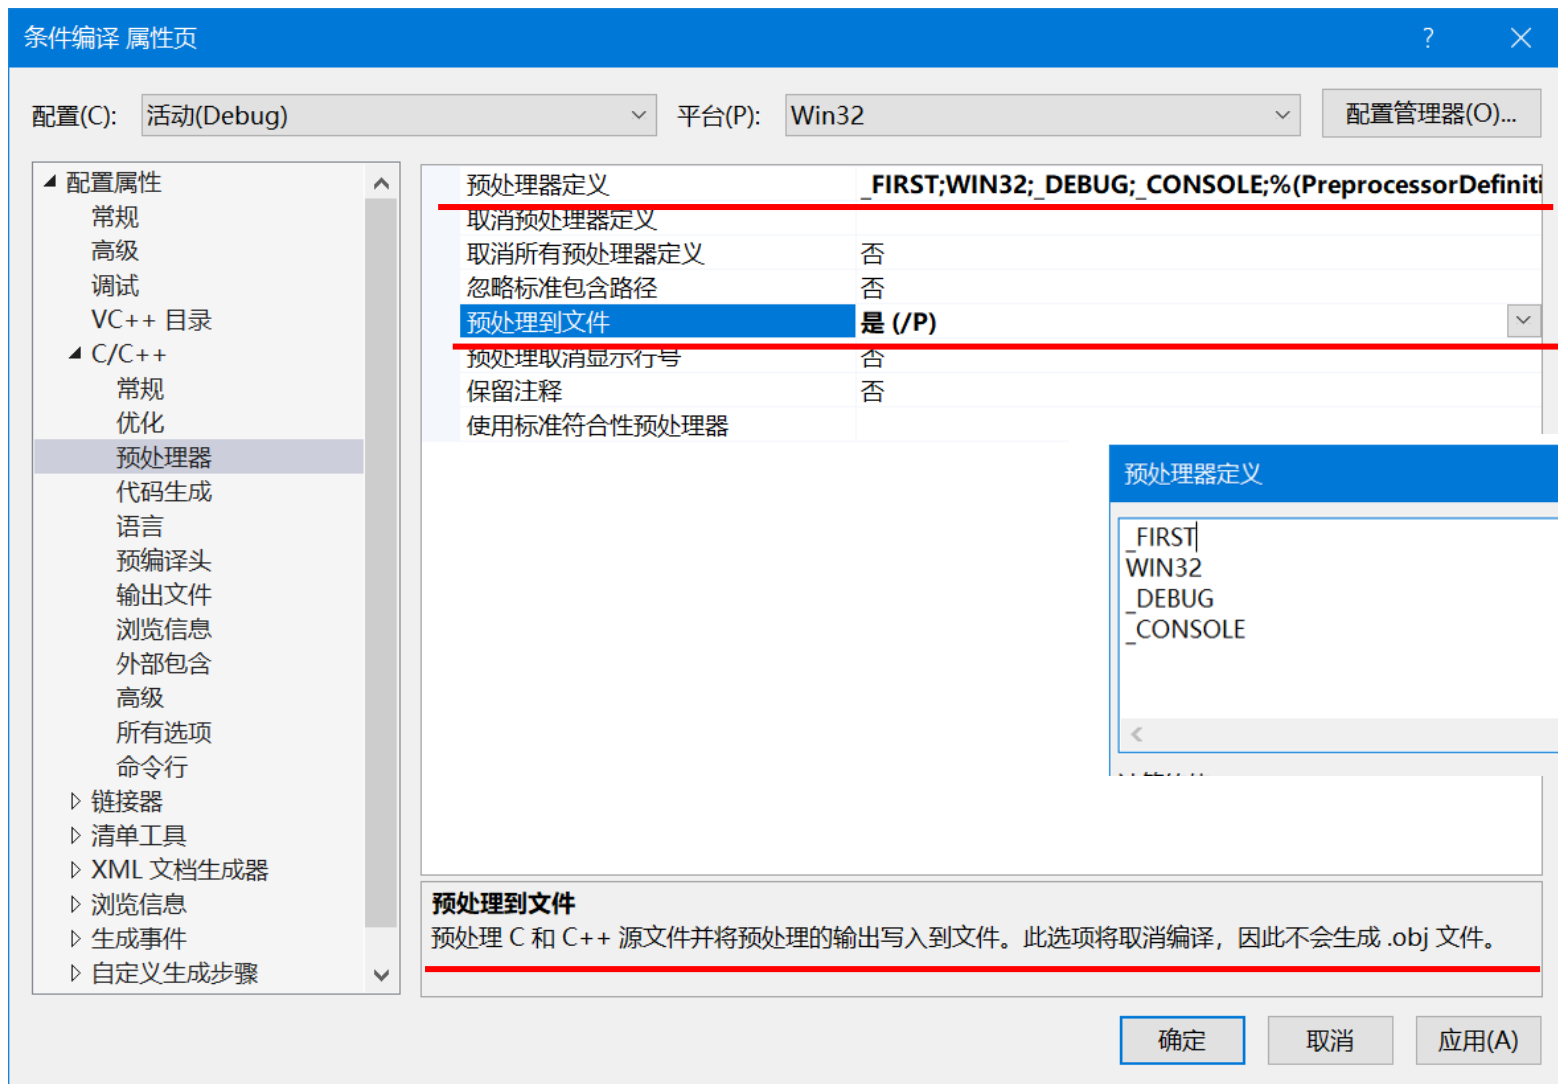 条件编译 属性页
配置(C): 活动(Debug) 平台(P): Win32 配置管理器(O)...
配置属性
常规
高级
调试
VC++ 目录
C/C++
常规
优化
预处理器
代码生成
语言
预编译头
输出文件
浏览信息
外部包含
高级
所有选项
命令行
链接器
清单工具
XML 文档生成器
浏览信息
生成事件
自定义生成步骤
预处理器定义 _FIRST;WIN32;_DEBUG;_CONSOLE;%(PreprocessorDefiniti
取消预处理器定义
取消所有预处理器定义 否
忽略标准包含路径 否
预处理到文件 是 (/P)
预处理取消显示行号 否
保留注释 否
使用标准符合性预处理器
预处理器定义
_FIRST
WIN32
_DEBUG
_CONSOLE
预处理到文件
预处理 C 和 C++ 源文件并将预处理的输出写入到文件。此选项将取消编译，因此不会生成 .obj 文件。
确定 取消 应用(A)